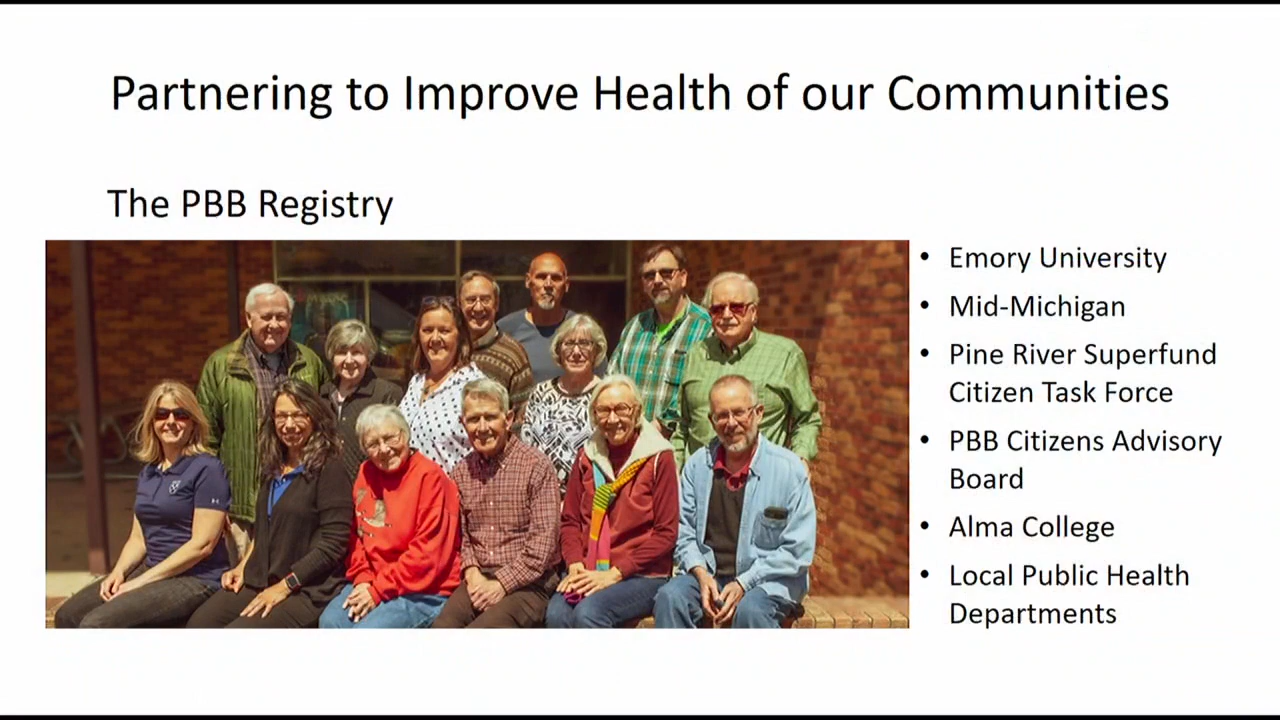 Partnering to Improve Health of our Communities
The PBB Registry
• Emory University
• Mid-Michigan
• Pine River Superfund
Citizen Task Force
• PBB Citizens Advisory
Board
• Alma College
• Local Public Health
Departments